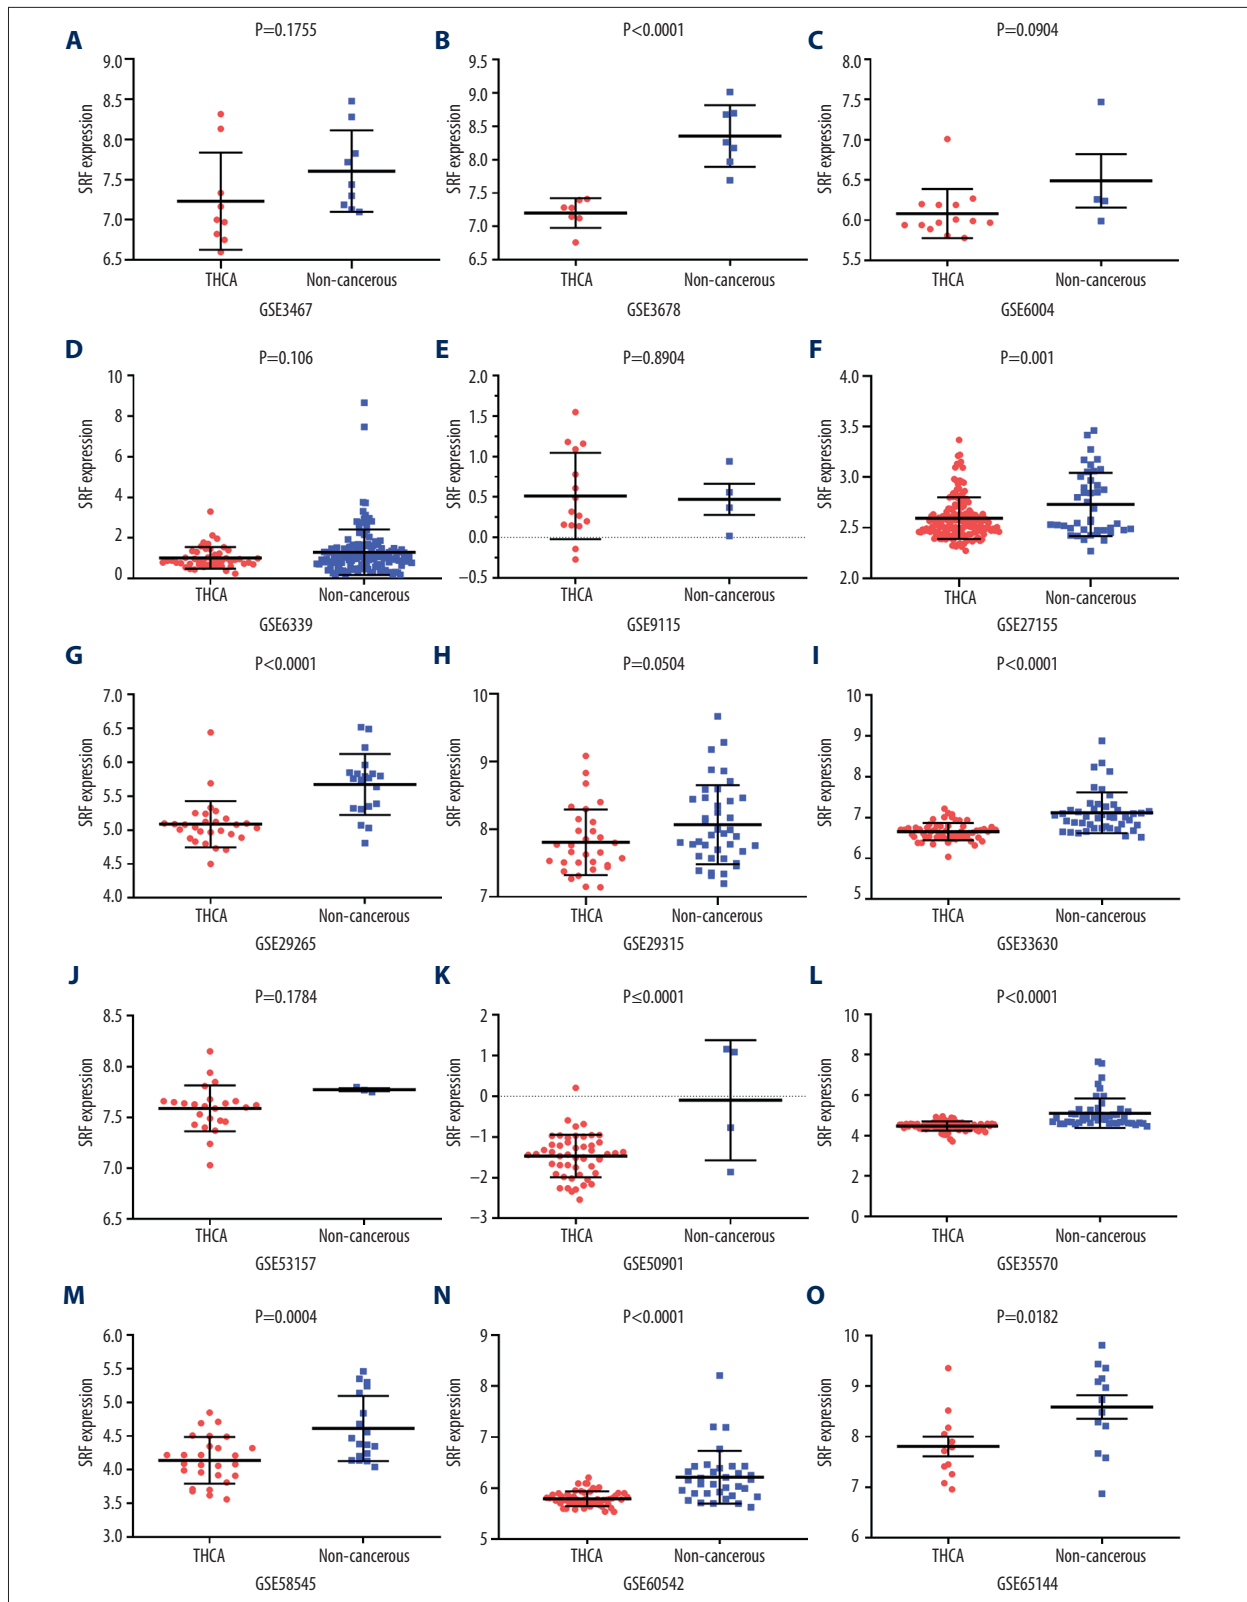 A
P=0.1755
SRF expression
9.0
8.5
8.0
7.5
7.0
6.5
THCA
Non-cancerous
GSE3467
B
P<0.0001
SRF expression
9.5
9.0
8.5
8.0
7.5
7.0
6.5
THCA
Non-cancerous
GSE3678
C
P=0.0904
SRF expression
8.0
7.5
7.0
6.5
6.0
5.5
THCA
Non-cancerous
GSE6004
D
P=0.106
SRF expression
10
8
6
4
2
0
THCA
Non-cancerous
GSE6339
E
P=0.8904
SRF expression
2.0
1.5
1.0
0.5
0.0
−0.5
THCA
Non-cancerous
GSE9115
F
P=0.001
SRF expression
4.0
3.5
3.0
2.5
2.0
THCA
Non-cancerous
GSE27155
G
P<0.0001
SRF expression
7.0
6.5
6.0
5.5
5.0
4.5
4.0
THCA
Non-cancerous
GSE29265
H
P=0.0504
SRF expression
10
9
8
7
THCA
Non-cancerous
GSE29315
I
P<0.0001
SRF expression
10
9
8
7
6
5
THCA
Non-cancerous
GSE33630
J
P=0.1784
SRF expression
8.5
8.0
7.5
7.0
6.5
THCA
Non-cancerous
GSE53157
K
P≤0.0001
SRF expression
2
1
0
−1
−2
−3
THCA
Non-cancerous
GSE50901
L
P<0.0001
SRF expression
10
8
6
4
2
0
THCA
Non-cancerous
GSE35570
M
P=0.0004
SRF expression
6.0
5.5
5.0
4.5
4.0
3.5
3.0
THCA
Non-cancerous
GSE58545
N
P<0.0001
SRF expression
9
8
7
6
5
THCA
Non-cancerous
GSE60542
O
P=0.0182
SRF expression
10
9
8
7
6
THCA
Non-cancerous
GSE65144